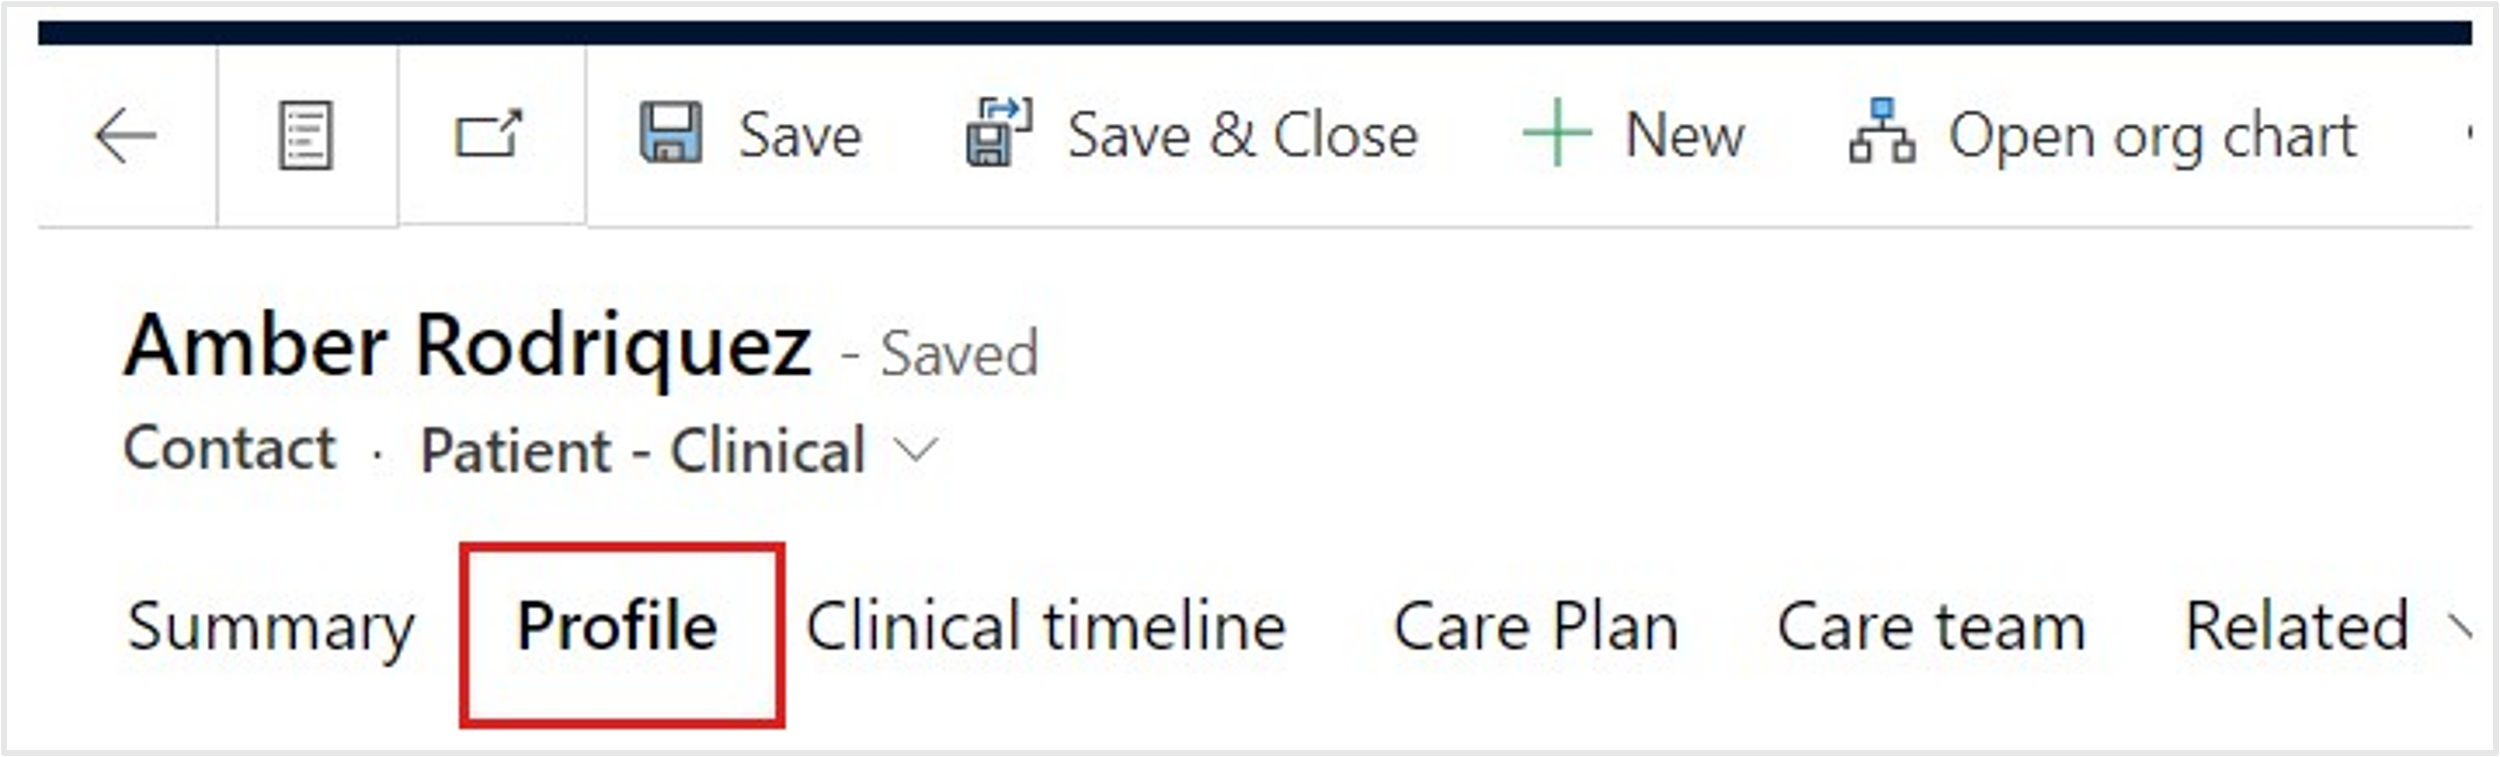 Save Save & Close New Open org chart
Amber Rodriquez - Saved
Contact · Patient - Clinical
Summary Profile Clinical timeline Care Plan Care team Related